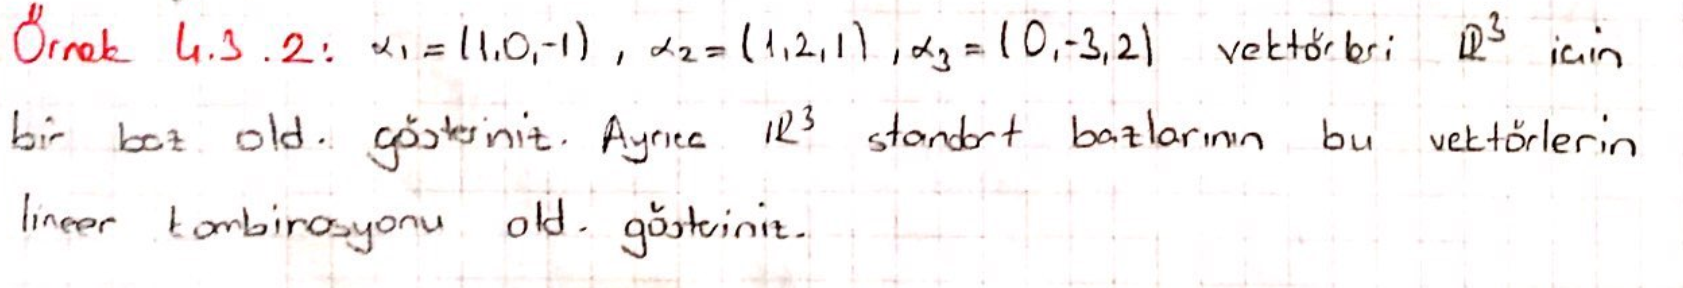 Örnek 4.3.2: α₁ = (1,0,-1), α₂ = (1,2,1), α₃ = (0,-3,2) vektörleri ℝ³ için
bir baz old. gösteriniz. Ayrıca ℝ³ standart bazlarının bu vektörlerin
lineer kombinasyonu old. gösteriniz.